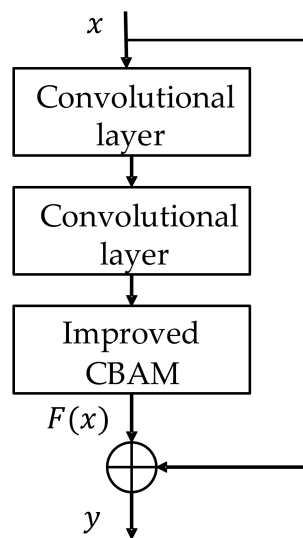 x
Convolutional
layer
Convolutional
layer
Improved
CBAM
F(x)
y